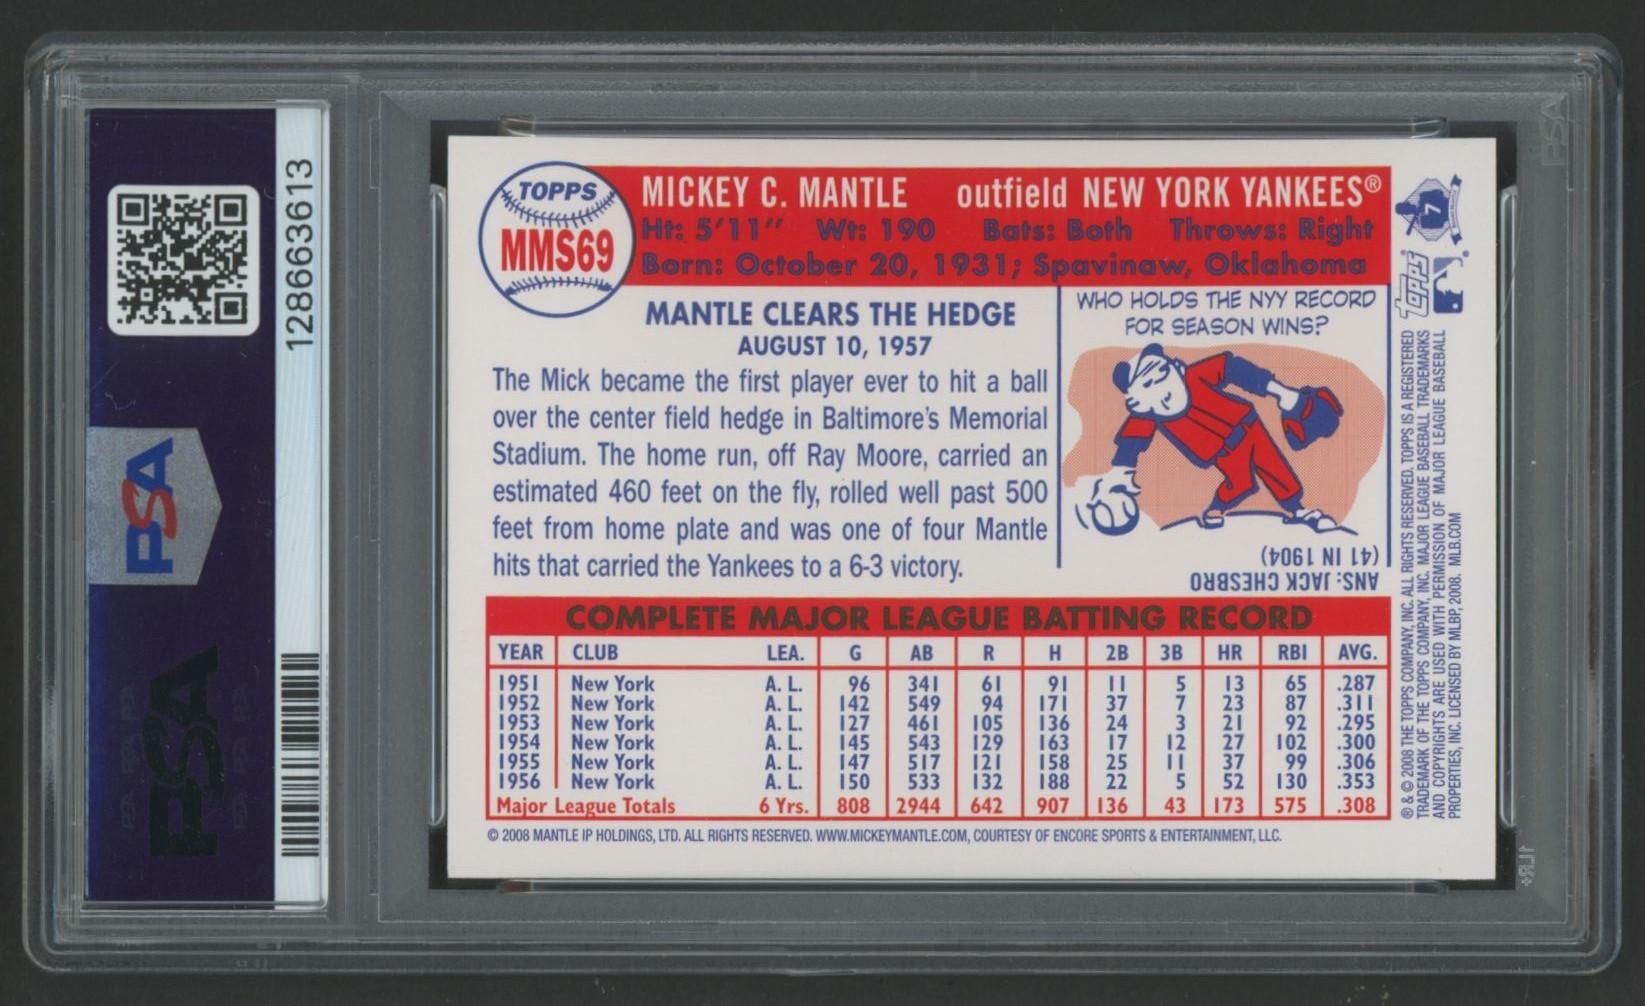 128663613
PSA
PSA
TOPPS
MMS69
MICKEY C. MANTLE outfield NEW YORK YANKEES®
Ht: 5'11" Wt: 190 Bats: Both Throws: Right
Born: October 20, 1931; Spavinaw, Oklahoma
MANTLE CLEARS THE HEDGE
AUGUST 10, 1957
The Mick became the first player ever to hit a ball
over the center field hedge in Baltimore's Memorial
Stadium. The home run, off Ray Moore, carried an
estimated 460 feet on the fly, rolled well past 500
feet from home plate and was one of four Mantle
hits that carried the Yankees to a 6-3 victory.
WHO HOLDS THE NYY RECORD
FOR SEASON WINS?
ANS: JACK CHESBRO
(41 IN 1904)
COMPLETE MAJOR LEAGUE BATTING RECORD
YEAR CLUB LEA. G AB R H 2B 3B HR RBI AVG.
1951 New York A. L. 96 341 61 91 11 5 13 65 .287
1952 New York A. L. 142 549 94 171 37 7 23 87 .311
1953 New York A. L. 127 461 105 136 24 3 21 92 .295
1954 New York A. L. 145 543 129 163 17 12 27 102 .300
1955 New York A. L. 147 517 121 158 25 11 37 99 .306
1956 New York A. L. 150 533 132 188 22 5 52 130 .353
Major League Totals 6 Yrs. 808 2944 642 907 136 43 173 575 .308
© 2008 MANTLE IP HOLDINGS, LTD. ALL RIGHTS RESERVED. WWW.MICKEYMANTLE.COM, COURTESY OF ENCORE SPORTS & ENTERTAINMENT, LLC.
7
Topps
® & © 2008 THE TOPPS COMPANY, INC. ALL RIGHTS RESERVED. TOPPS IS A REGISTERED
TRADEMARK OF THE TOPPS COMPANY, INC. MAJOR LEAGUE BASEBALL TRADEMARKS
AND COPYRIGHTS ARE USED WITH PERMISSION OF MAJOR LEAGUE BASEBALL
PROPERTIES, INC. LICENSED BY MLBP, 2008. MLB.COM
PSA